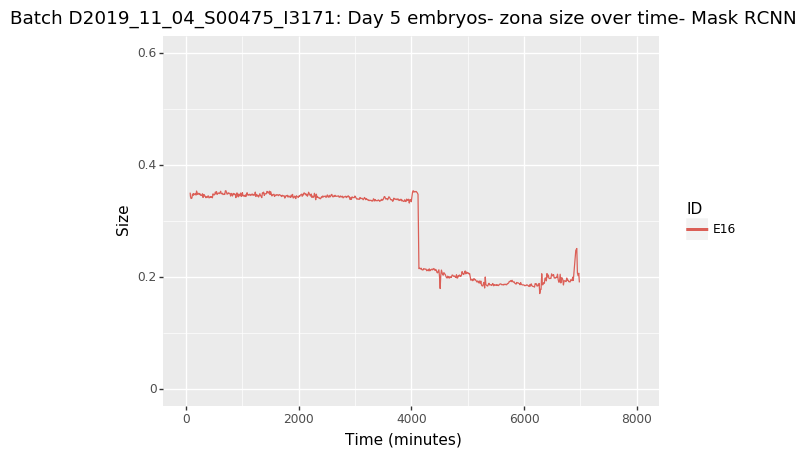 Batch D2019_11_04_S00475_I3171: Day 5 embryos- zona size over time- Mask RCNN
0.6
0.4
0.2
0
Size
0
2000
4000
6000
8000
Time (minutes)
ID
E16